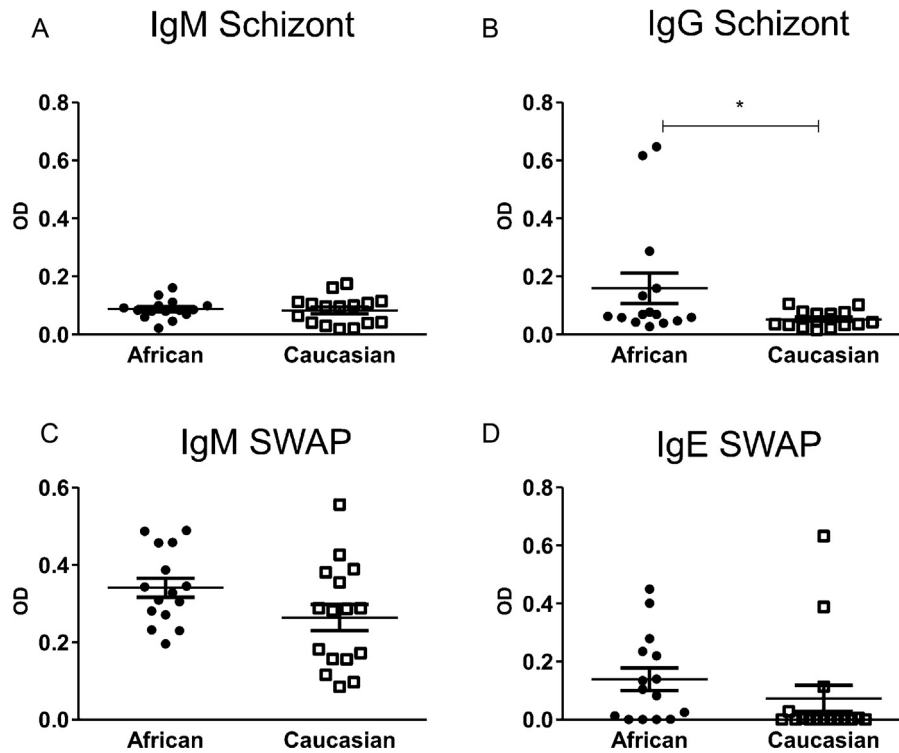 A
IgM Schizont
0.8
0.6
0.4
0.2
0.0
OD
African
Caucasian
B
IgG Schizont
0.8
0.6
0.4
0.2
0.0
OD
*
African
Caucasian
C
IgM SWAP
0.6
0.4
0.2
0.0
OD
African
Caucasian
D
IgE SWAP
0.8
0.6
0.4
0.2
0.0
OD
African
Caucasian